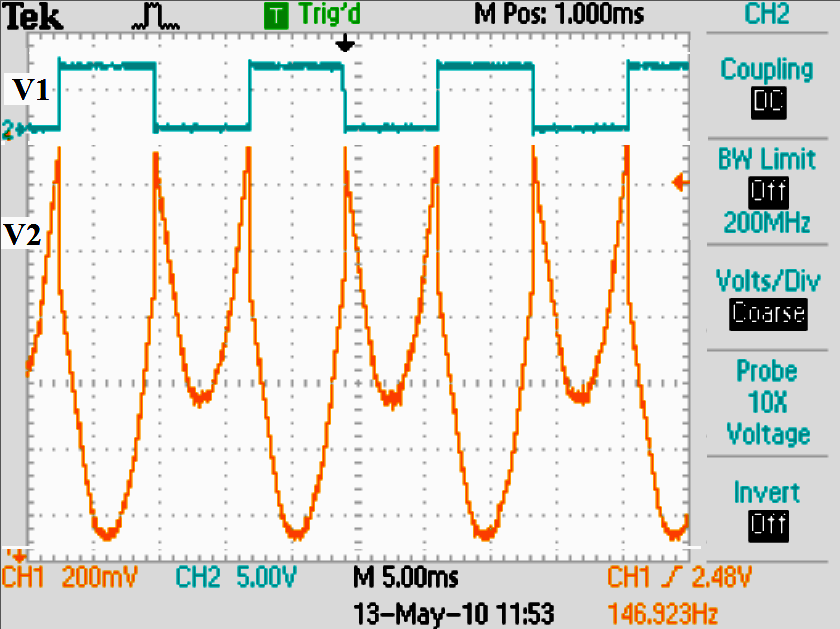 Tek T Trig'd M Pos: 1.000ms CH2
Coupling
DC
V1
2
BW Limit
Off
200MHz
V2
Volts/Div
Coarse
Probe
10X
Voltage
Invert
Off
CH1 200mV CH2 5.00V M 5.00ms CH1 2.48V
13-May-10 11:53 146.923Hz